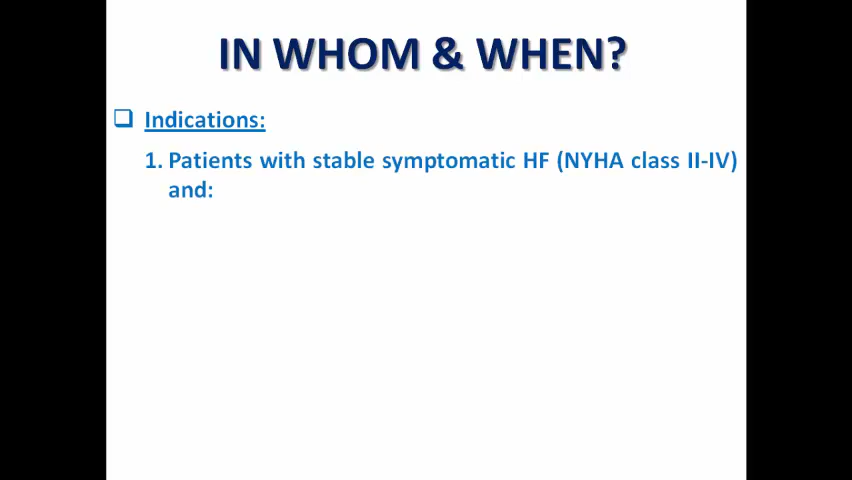 IN WHOM & WHEN?
❑ Indications:
1. Patients with stable symptomatic HF (NYHA class II-IV)
and: